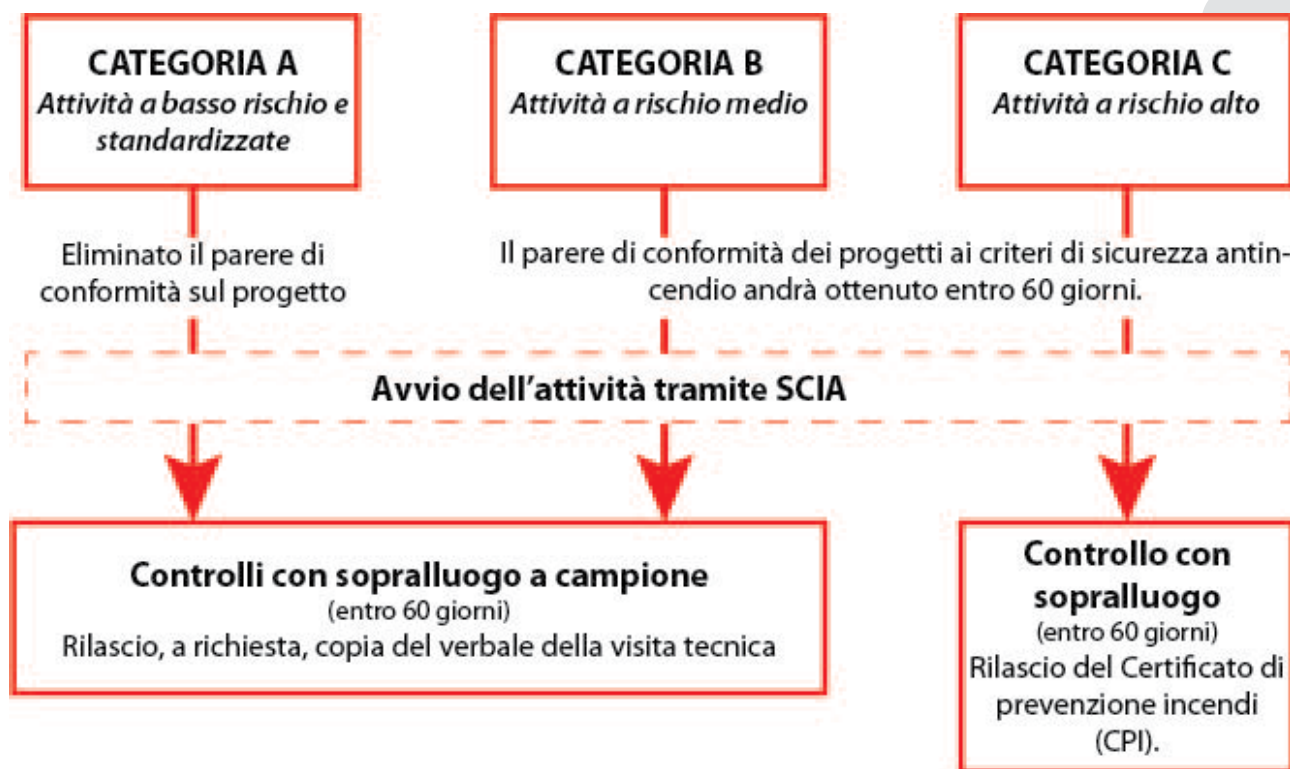 CATEGORIA A
Attività a basso rischio e
standardizzate
CATEGORIA B
Attività a rischio medio
CATEGORIA C
Attività a rischio alto
Eliminato il parere di
conformità sul progetto
Il parere di conformità dei progetti ai criteri di sicurezza antin-
cendio andrà ottenuto entro 60 giorni.
Avvio dell’attività tramite SCIA
Controlli con sopralluogo a campione
(entro 60 giorni)
Rilascio, a richiesta, copia del verbale della visita tecnica
Controllo con
sopralluogo
(entro 60 giorni)
Rilascio del Certificato di
prevenzione incendi
(CPI).